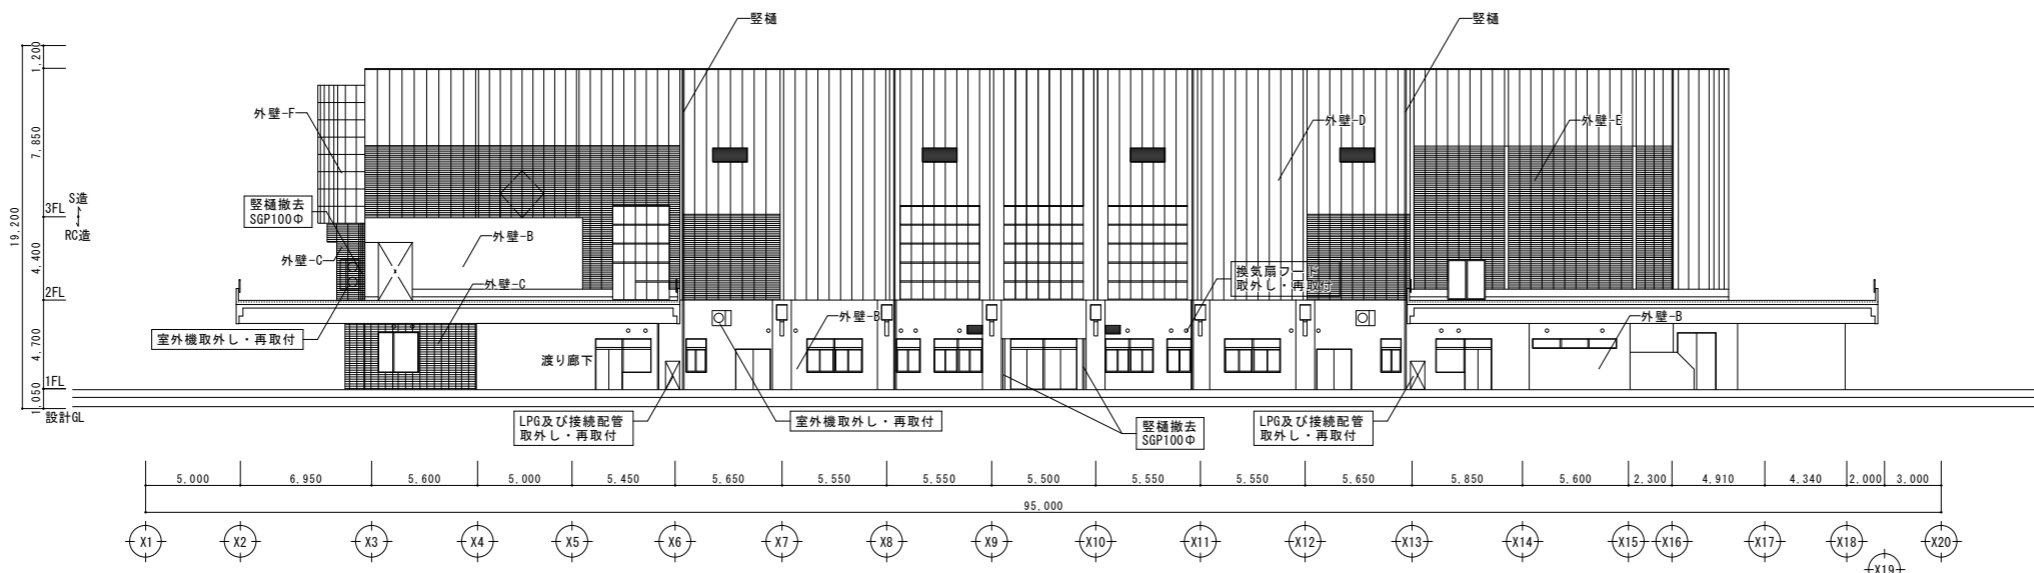 竪樋
竪樋
1,200
7,850
19,200
4,400
4,700
1,050
S造
3FL
RC造
2FL
1FL
設計GL
外壁-F
外壁-D
外壁-E
竪樋撤去
SGP100Φ
外壁-B
外壁-C
外壁-C
換気扇フード
取外し・再取付
外壁-B
外壁-B
室外機取外し・再取付
渡り廊下
LPG及び接続配管
取外し・再取付
室外機取外し・再取付
竪樋撤去
SGP100Φ
LPG及び接続配管
取外し・再取付
5,000 6,950 5,600 5,000 5,450 5,650 5,550 5,550 5,500 5,550 5,550 5,650 5,850 5,600 2,300 4,910 4,340 2,000 3,000
95,000
X1 X2 X3 X4 X5 X6 X7 X8 X9 X10 X11 X12 X13 X14 X15 X16 X17 X18 X20
X19